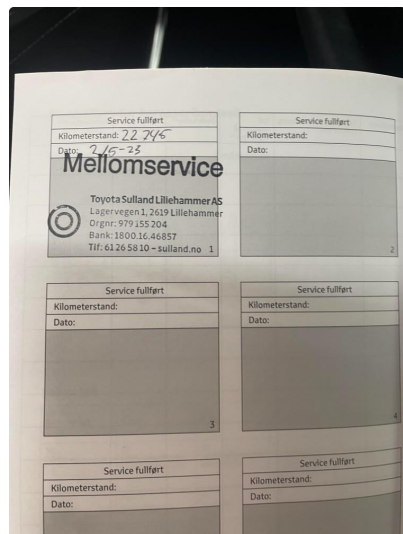 Service fullført
Kilometerstand: 22 745
Dato: 2/5-23
Mellomservice
Toyota Sulland Lillehammer AS
Lagervegen 1, 2619 Lillehammer
Orgnr: 979 155 204
Bank: 1800.16.46857
Tlf: 61 26 58 10 – sulland.no 1
Service fullført
Kilometerstand:
Dato:
2
Service fullført
Kilometerstand:
Dato:
3
Service fullført
Kilometerstand:
Dato:
4
Service fullført
Kilometerstand:
Dato:
Service fullført
Kilometerstand:
Dato: